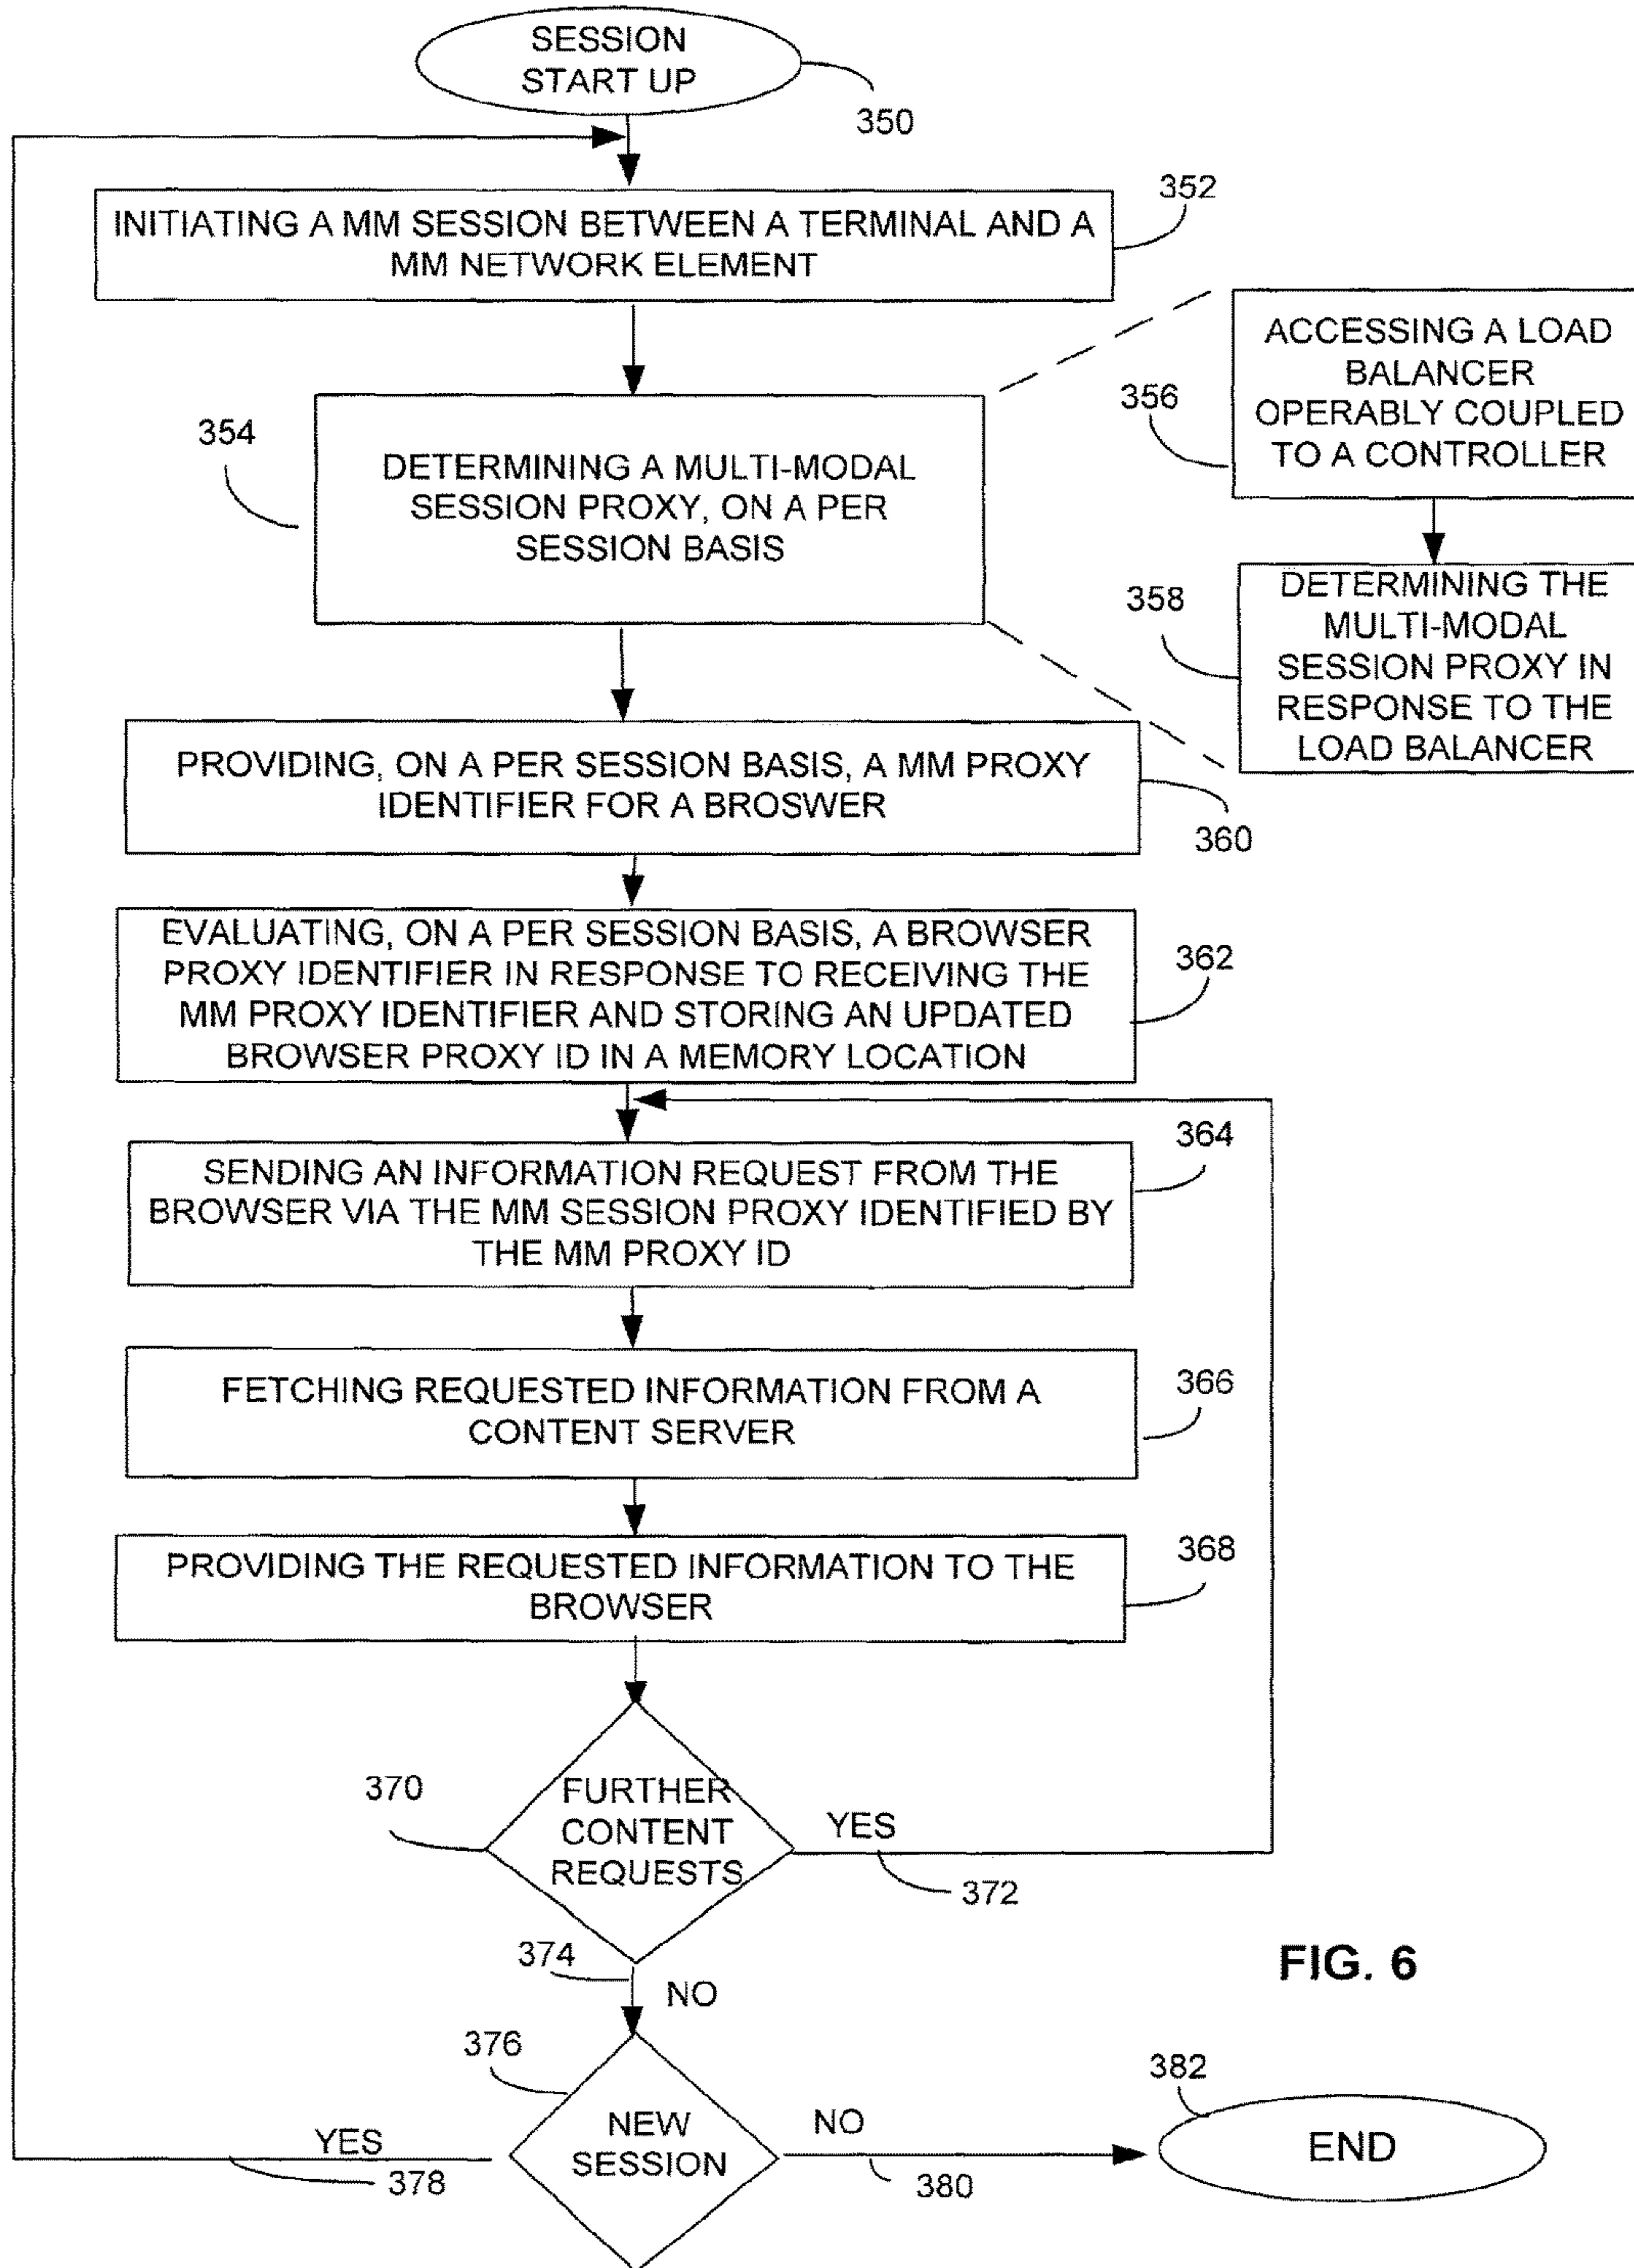 SESSION
START UP
350
352
INITIATING A MM SESSION BETWEEN A TERMINAL AND A
MM NETWORK ELEMENT
354
DETERMINING A MULTI-MODAL
SESSION PROXY, ON A PER
SESSION BASIS
356
ACCESSING A LOAD
BALANCER
OPERABLY COUPLED
TO A CONTROLLER
358
DETERMINING THE
MULTI-MODAL
SESSION PROXY IN
RESPONSE TO THE
LOAD BALANCER
PROVIDING, ON A PER SESSION BASIS, A MM PROXY
IDENTIFIER FOR A BROSWER
360
EVALUATING, ON A PER SESSION BASIS, A BROWSER
PROXY IDENTIFIER IN RESPONSE TO RECEIVING THE
MM PROXY IDENTIFIER AND STORING AN UPDATED
BROWSER PROXY ID IN A MEMORY LOCATION
362
364
SENDING AN INFORMATION REQUEST FROM THE
BROWSER VIA THE MM SESSION PROXY IDENTIFIED BY
THE MM PROXY ID
FETCHING REQUESTED INFORMATION FROM A
CONTENT SERVER
366
PROVIDING THE REQUESTED INFORMATION TO THE
BROWSER
368
370
FURTHER
CONTENT
REQUESTS
YES
372
374
NO
FIG. 6
376
NEW
SESSION
YES
378
NO
380
382
END